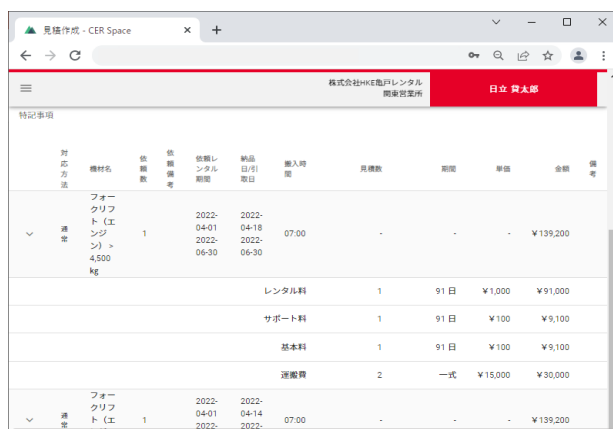 見積作成 - CER Space
株式会社HKE亀戸レンタル
関東営業所
日立 貸太郎
特記事項
対応方法 機材名 依頼数 依頼備考 依頼レンタル期間 納品日/引取日 搬入時間 見積数 期間 単価 金額 備考
通常 フォークリフト（エンジン） > 4,500 kg 1 2022-04-01 2022-06-30 2022-04-18 2022-06-30 07:00 - - - ￥139,200
レンタル料 1 91 日 ￥1,000 ￥91,000
サポート料 1 91 日 ￥100 ￥9,100
基本料 1 91 日 ￥100 ￥9,100
運搬費 2 一式 ￥15,000 ￥30,000
通常 フォークリフト（エ 1 2022-04-01 2022- 2022-04-14 2022- 07:00 - - - ￥139,200